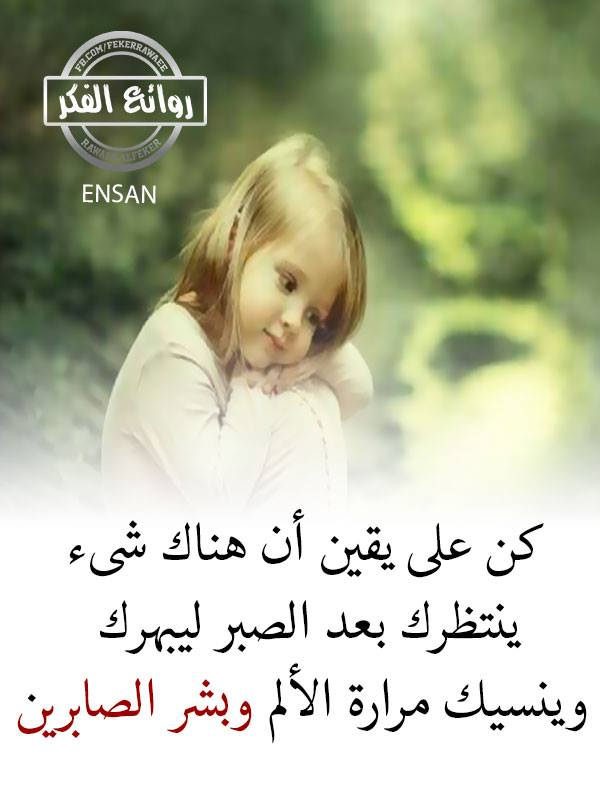 FB.COM/FEKERRAWAEE
روائع الفكر
ENSAN
كن على يقين أن هناك شىء
ينتظرك بعد الصبر ليبهرك
وينسيك مرارة الألم وبشر الصابرين